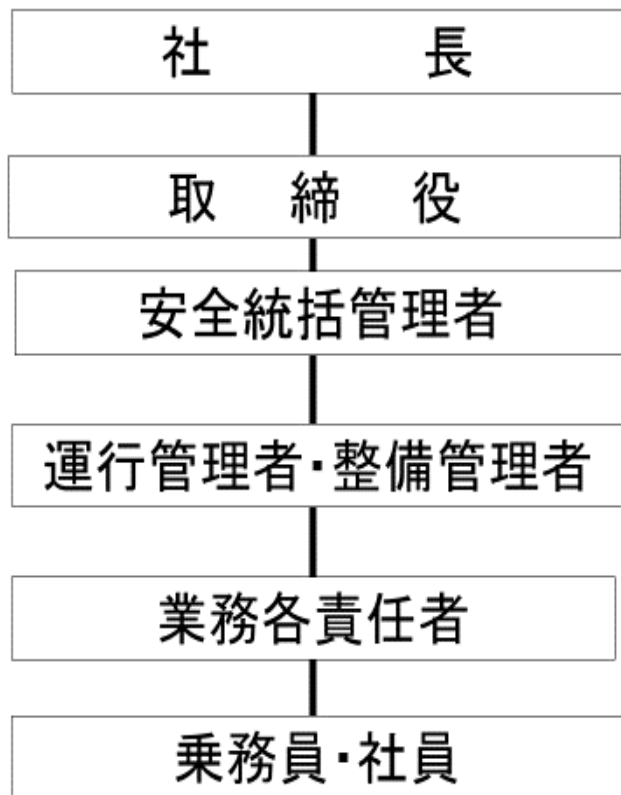 社長
取締役
安全統括管理者
運行管理者・整備管理者
業務各責任者
乗務員・社員